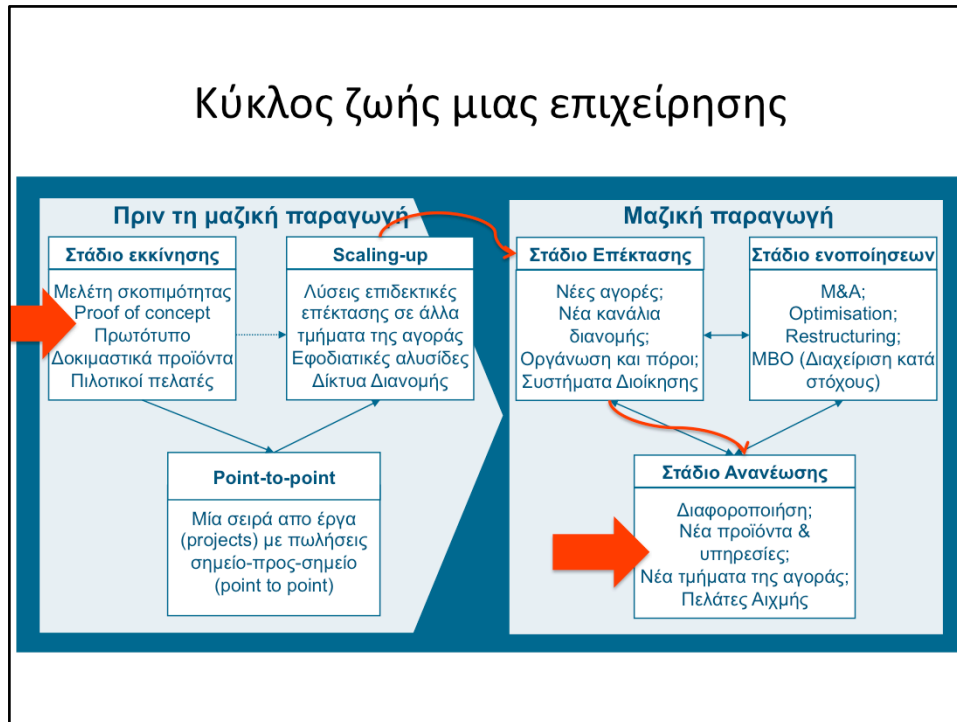 Κύκλος ζωής μιας επιχείρησης
Πριν τη μαζική παραγωγή
Στάδιο εκκίνησης
Μελέτη σκοπιμότητας
Proof of concept
Πρωτότυπο
Δοκιμαστικά προϊόντα
Πιλοτικοί πελάτες
Scaling-up
Λύσεις επιδεκτικές
επέκτασης σε άλλα
τμήματα της αγοράς
Εφοδιατικές αλυσίδες
Δίκτυα Διανομής
Point-to-point
Μία σειρά απο έργα
(projects) με πωλήσεις
σημείο-προς-σημείο
(point to point)
Μαζική παραγωγή
Στάδιο Επέκτασης
Νέες αγορές;
Νέα κανάλια
διανομής;
Οργάνωση και πόροι;
Συστήματα Διοίκησης
Στάδιο ενοποίησεων
M&A;
Optimisation;
Restructuring;
MBO (Διαχείριση κατά
στόχους)
Στάδιο Ανανέωσης
Διαφοροποιήση;
Νέα προϊόντα &
υπηρεσίες;
Νέα τμήματα της αγοράς;
Πελάτες Αιχμής